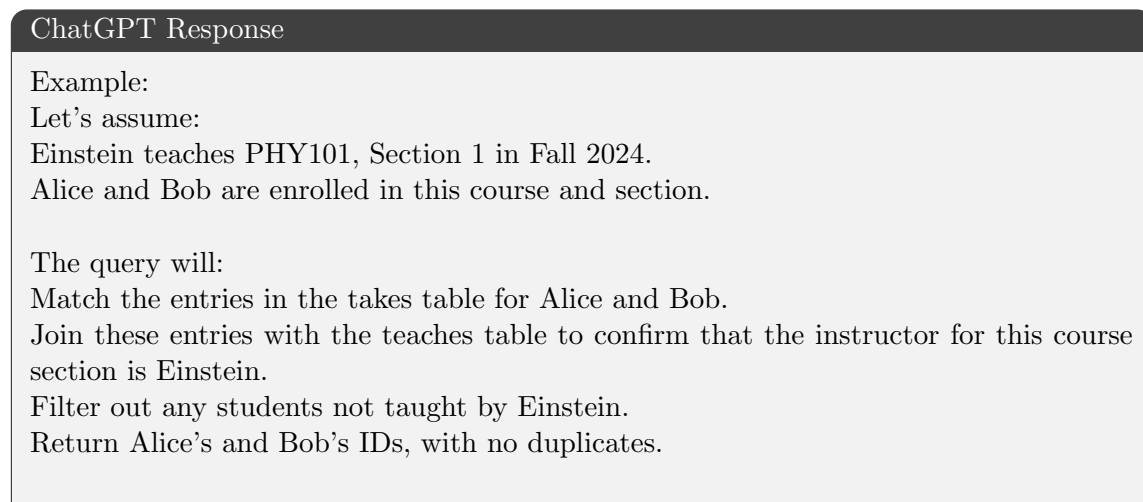 ChatGPT Response
Example:
Let’s assume:
Einstein teaches PHY101, Section 1 in Fall 2024.
Alice and Bob are enrolled in this course and section.
The query will:
Match the entries in the takes table for Alice and Bob.
Join these entries with the teaches table to confirm that the instructor for this course
section is Einstein.
Filter out any students not taught by Einstein.
Return Alice’s and Bob’s IDs, with no duplicates.